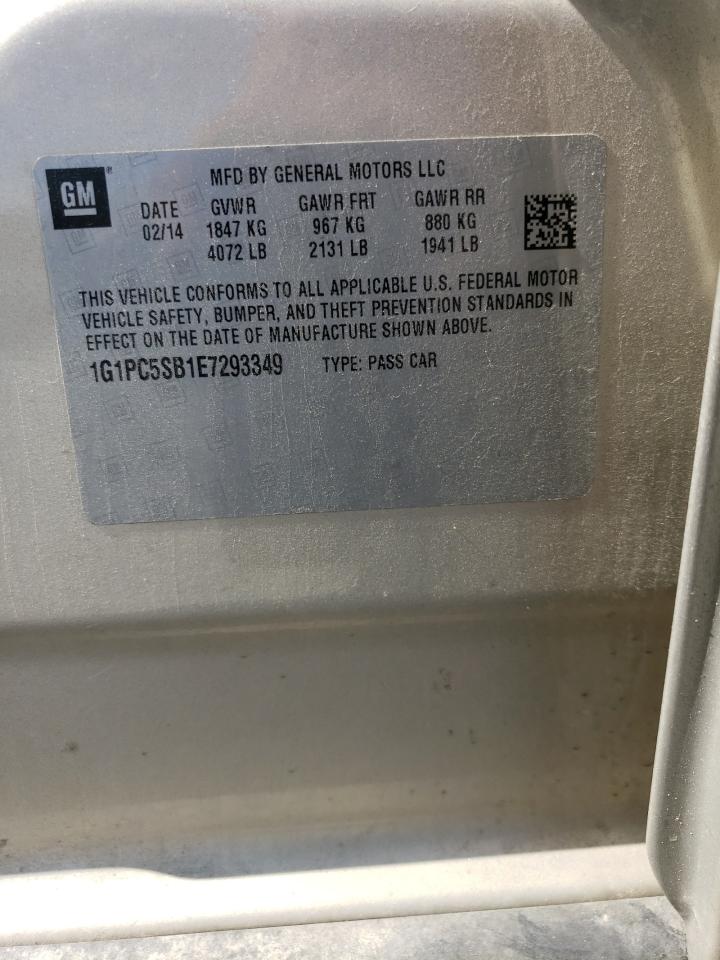 GM®
MFD BY GENERAL MOTORS LLC
DATE GVWR GAWR FRT GAWR RR
02/14 1847 KG 967 KG 880 KG
4072 LB 2131 LB 1941 LB
THIS VEHICLE CONFORMS TO ALL APPLICABLE U.S. FEDERAL MOTOR
VEHICLE SAFETY, BUMPER, AND THEFT PREVENTION STANDARDS IN
EFFECT ON THE DATE OF MANUFACTURE SHOWN ABOVE.
1G1PC5SB1E7293349 TYPE: PASS CAR